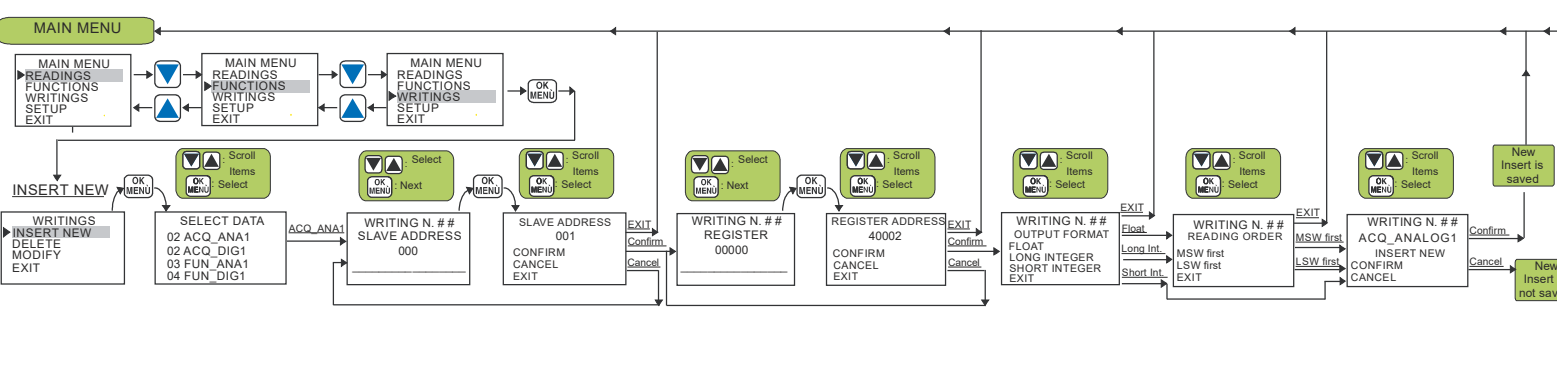 MAIN MENU
MAIN MENU
READINGS
FUNCTIONS
WRITINGS
SETUP
EXIT
MAIN MENU
READINGS
FUNCTIONS
WRITINGS
SETUP
EXIT
MAIN MENU
READINGS
FUNCTIONS
WRITINGS
SETUP
EXIT
OK
MENÙ
INSERT NEW
WRITINGS
INSERT NEW
DELETE
MODIFY
EXIT
OK
MENÙ
: Scroll
Items
OK
MENÙ
: Select
SELECT DATA
02 ACQ_ANA1
02 ACQ_DIG1
03 FUN_ANA1
04 FUN_DIG1
ACQ_ANA1
: Select
OK
MENÙ
: Next
WRITING N. # #
SLAVE ADDRESS
000
OK
MENÙ
: Scroll
Items
OK
MENÙ
: Select
SLAVE ADDRESS
001
CONFIRM
CANCEL
EXIT
EXIT
Confirm
Cancel
: Select
OK
MENÙ
: Next
WRITING N. # #
REGISTER
00000
OK
MENÙ
: Scroll
Items
OK
MENÙ
: Select
REGISTER ADDRESS
40002
CONFIRM
CANCEL
EXIT
EXIT
Confirm
Cancel
: Scroll
Items
OK
MENÙ
: Select
WRITING N. # #
OUTPUT FORMAT
FLOAT
LONG INTEGER
SHORT INTEGER
EXIT
EXIT
Float
Long Int.
Short Int.
: Scroll
Items
OK
MENÙ
: Select
WRITING N. # #
READING ORDER
MSW first
LSW first
EXIT
EXIT
MSW first
LSW first
: Scroll
Items
OK
MENÙ
: Select
WRITING N. # #
ACQ_ANALOG1
INSERT NEW
CONFIRM
CANCEL
Confirm
Cancel
New
Insert is
saved
New
Insert
not